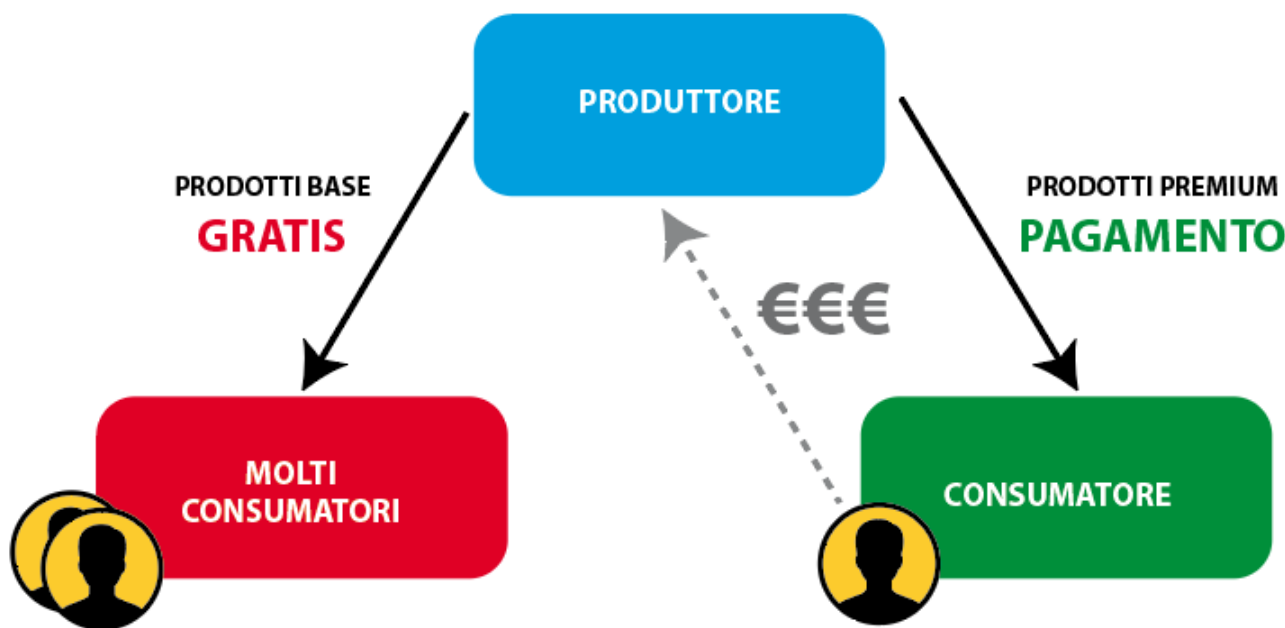 PRODUTTORE
PRODOTTI BASE
GRATIS
PRODOTTI PREMIUM
PAGAMENTO
€€€
MOLTI
CONSUMATORI
CONSUMATORE